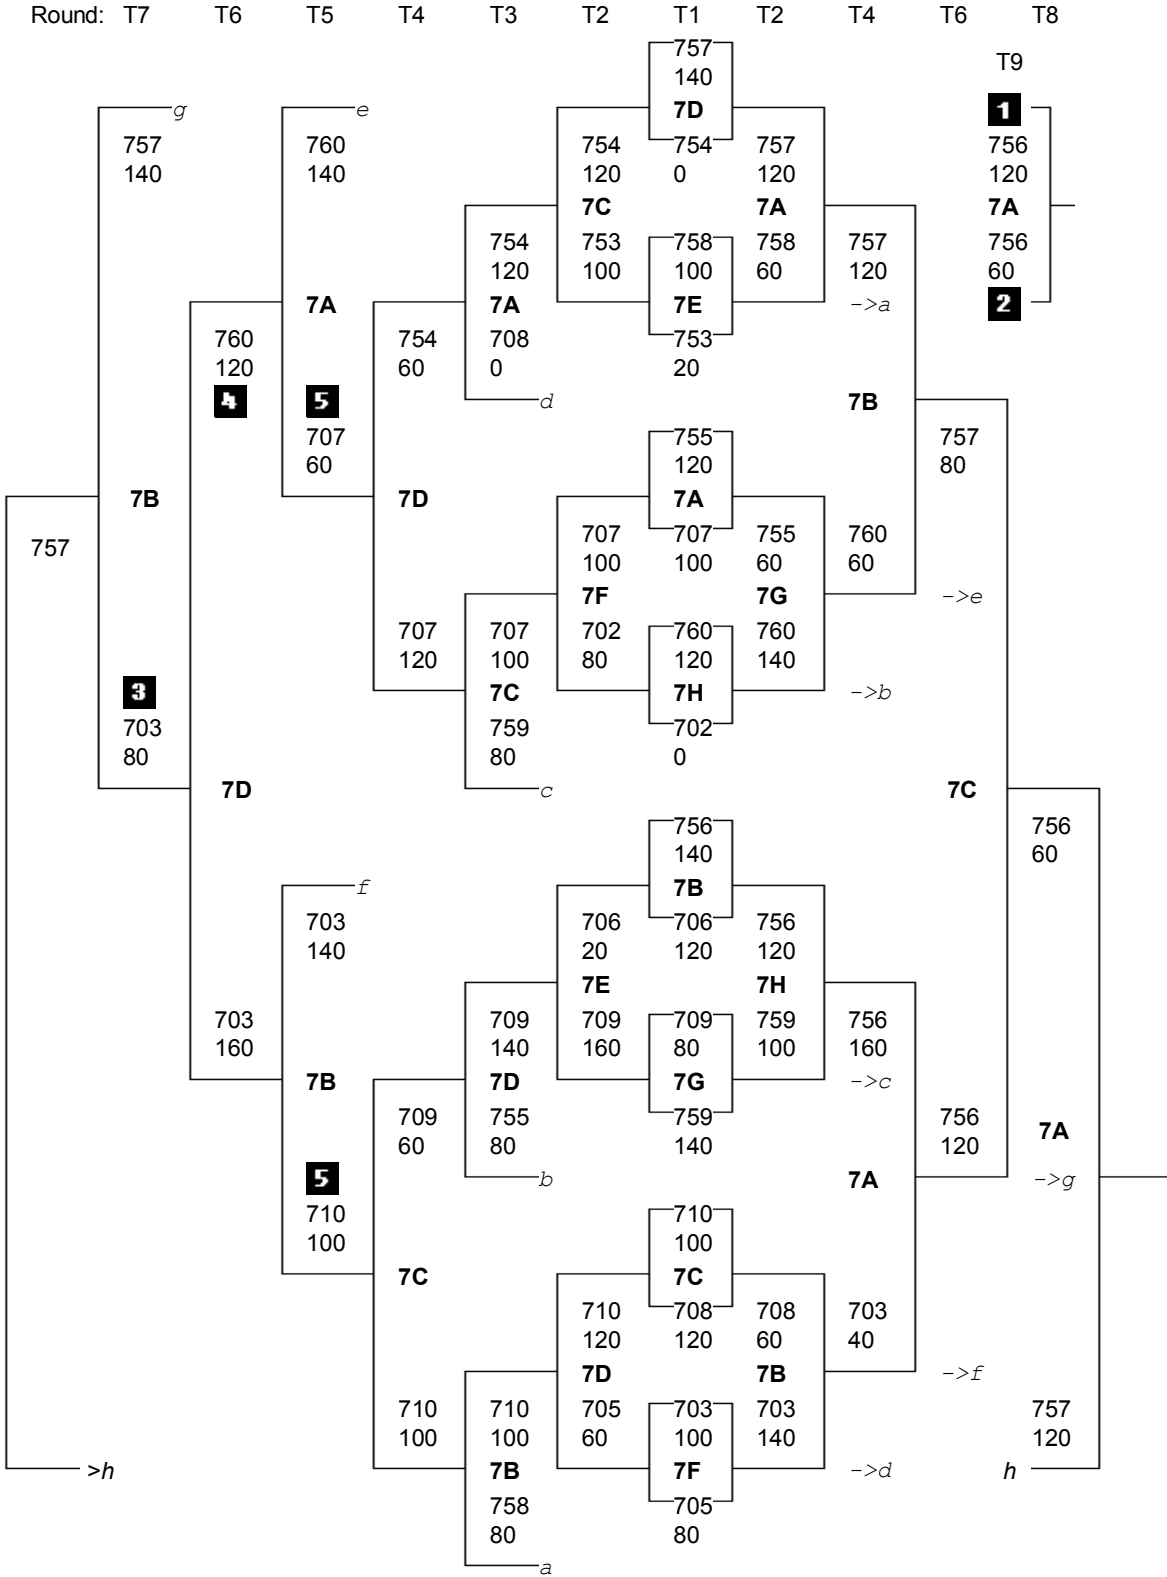 Round: T7 T6 T5 T4 T3 T2 T1 T2 T4 T6 T8
757
T9
140
g e 7D 1
757 760 754 754 757 756
140 140 120 0 120 120
7C 7A 7A
754 753 758 758 757 756
120 100 100 60 120 60
7A 7A 7E ->a 2
760 754 708 753
120 60 0 20
4 5 d 7B
707 755 757
60 120 80
7B 7D 7A
757 707 707 755 760
100 100 60 60
7F 7G ->e
707 707 702 760 760
120 100 80 120 140
3 7C 7H ->b
703 759 702
80 80 0
7D c 7C
756 756
140 60
f 7B
703 706 706 756
140 20 120 120
7E 7H
703 709 709 709 759 756
160 140 160 80 100 160
7B 7D 7G ->c
709 755 759 756
60 80 140 120
7A
5 b 7A ->g
710 710
100 100
7C 7C
710 708 708 703
120 120 60 40
7D 7B ->f
710 710 705 703 703 757
100 100 60 100 140 120
>h 7B 7F ->d h
758 705
80 80
a